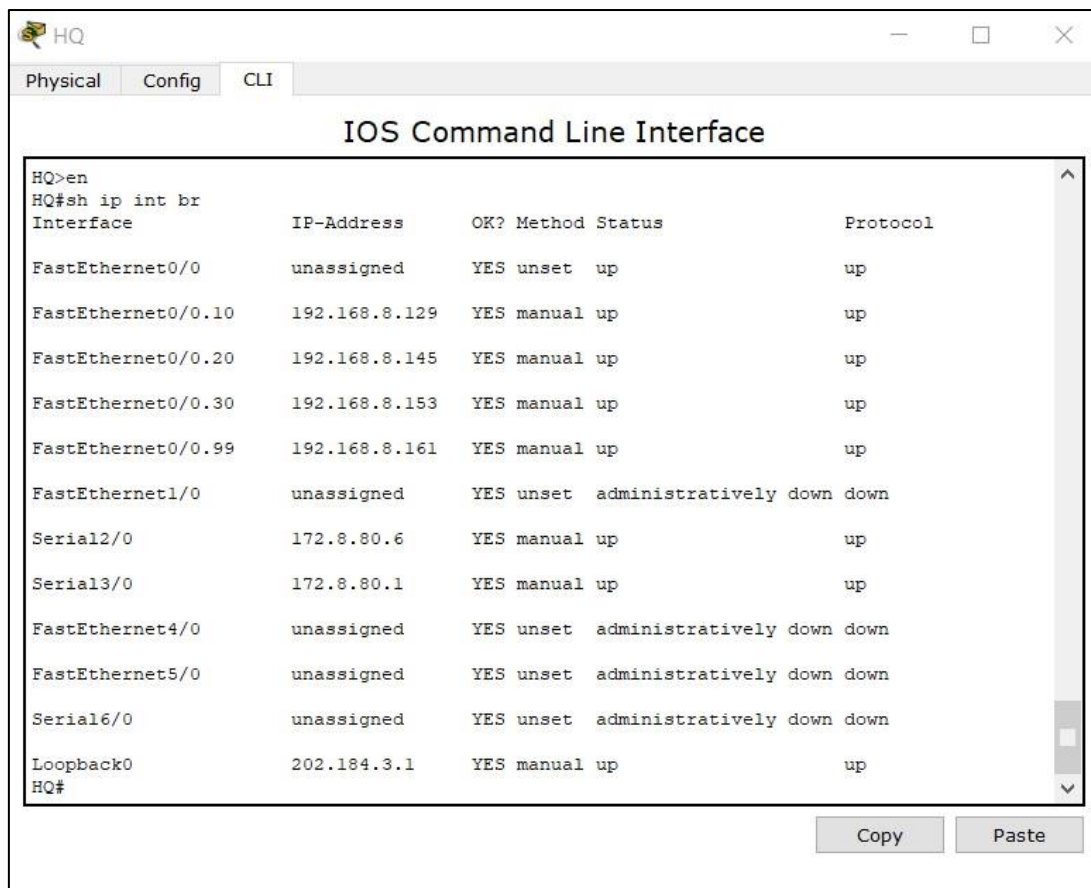 HQ
Physical Config CLI
IOS Command Line Interface
HQ>en
HQ#sh ip int br
Interface IP-Address OK? Method Status Protocol
FastEthernet0/0 unassigned YES unset up up
FastEthernet0/0.10 192.168.8.129 YES manual up up
FastEthernet0/0.20 192.168.8.145 YES manual up up
FastEthernet0/0.30 192.168.8.153 YES manual up up
FastEthernet0/0.99 192.168.8.161 YES manual up up
FastEthernet1/0 unassigned YES unset administratively down down
Serial2/0 172.8.80.6 YES manual up up
Serial3/0 172.8.80.1 YES manual up up
FastEthernet4/0 unassigned YES unset administratively down down
FastEthernet5/0 unassigned YES unset administratively down down
Serial6/0 unassigned YES unset administratively down down
Loopback0 202.184.3.1 YES manual up up
HQ#
Copy Paste